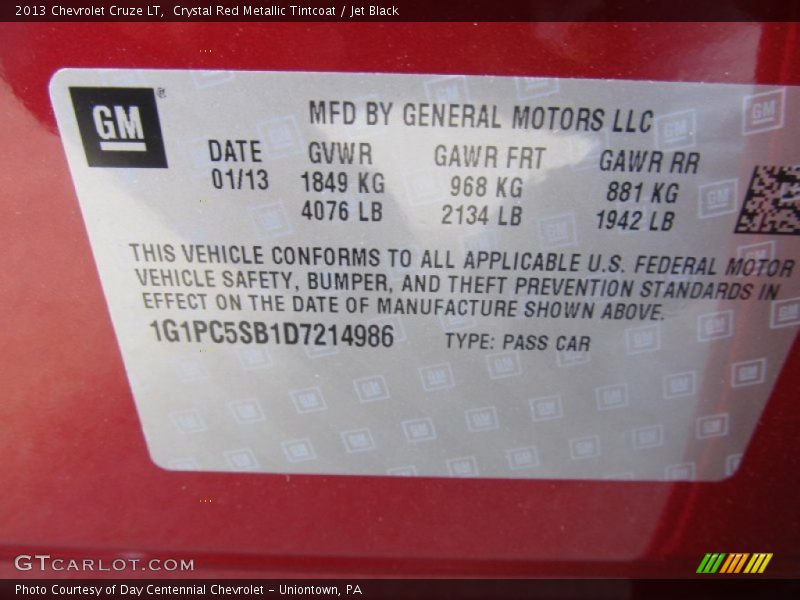 2013 Chevrolet Cruze LT,  Crystal Red Metallic Tintcoat / Jet Black
GM
MFD BY GENERAL MOTORS LLC
DATE GVWR GAWR FRT GAWR RR
01/13 1849 KG 968 KG 881 KG
4076 LB 2134 LB 1942 LB
THIS VEHICLE CONFORMS TO ALL APPLICABLE U.S. FEDERAL MOTOR
VEHICLE SAFETY, BUMPER, AND THEFT PREVENTION STANDARDS IN
EFFECT ON THE DATE OF MANUFACTURE SHOWN ABOVE.
1G1PC5SB1D7214986 TYPE: PASS CAR
GTCARLOT.COM
Photo Courtesy of Day Centennial Chevrolet - Uniontown, PA